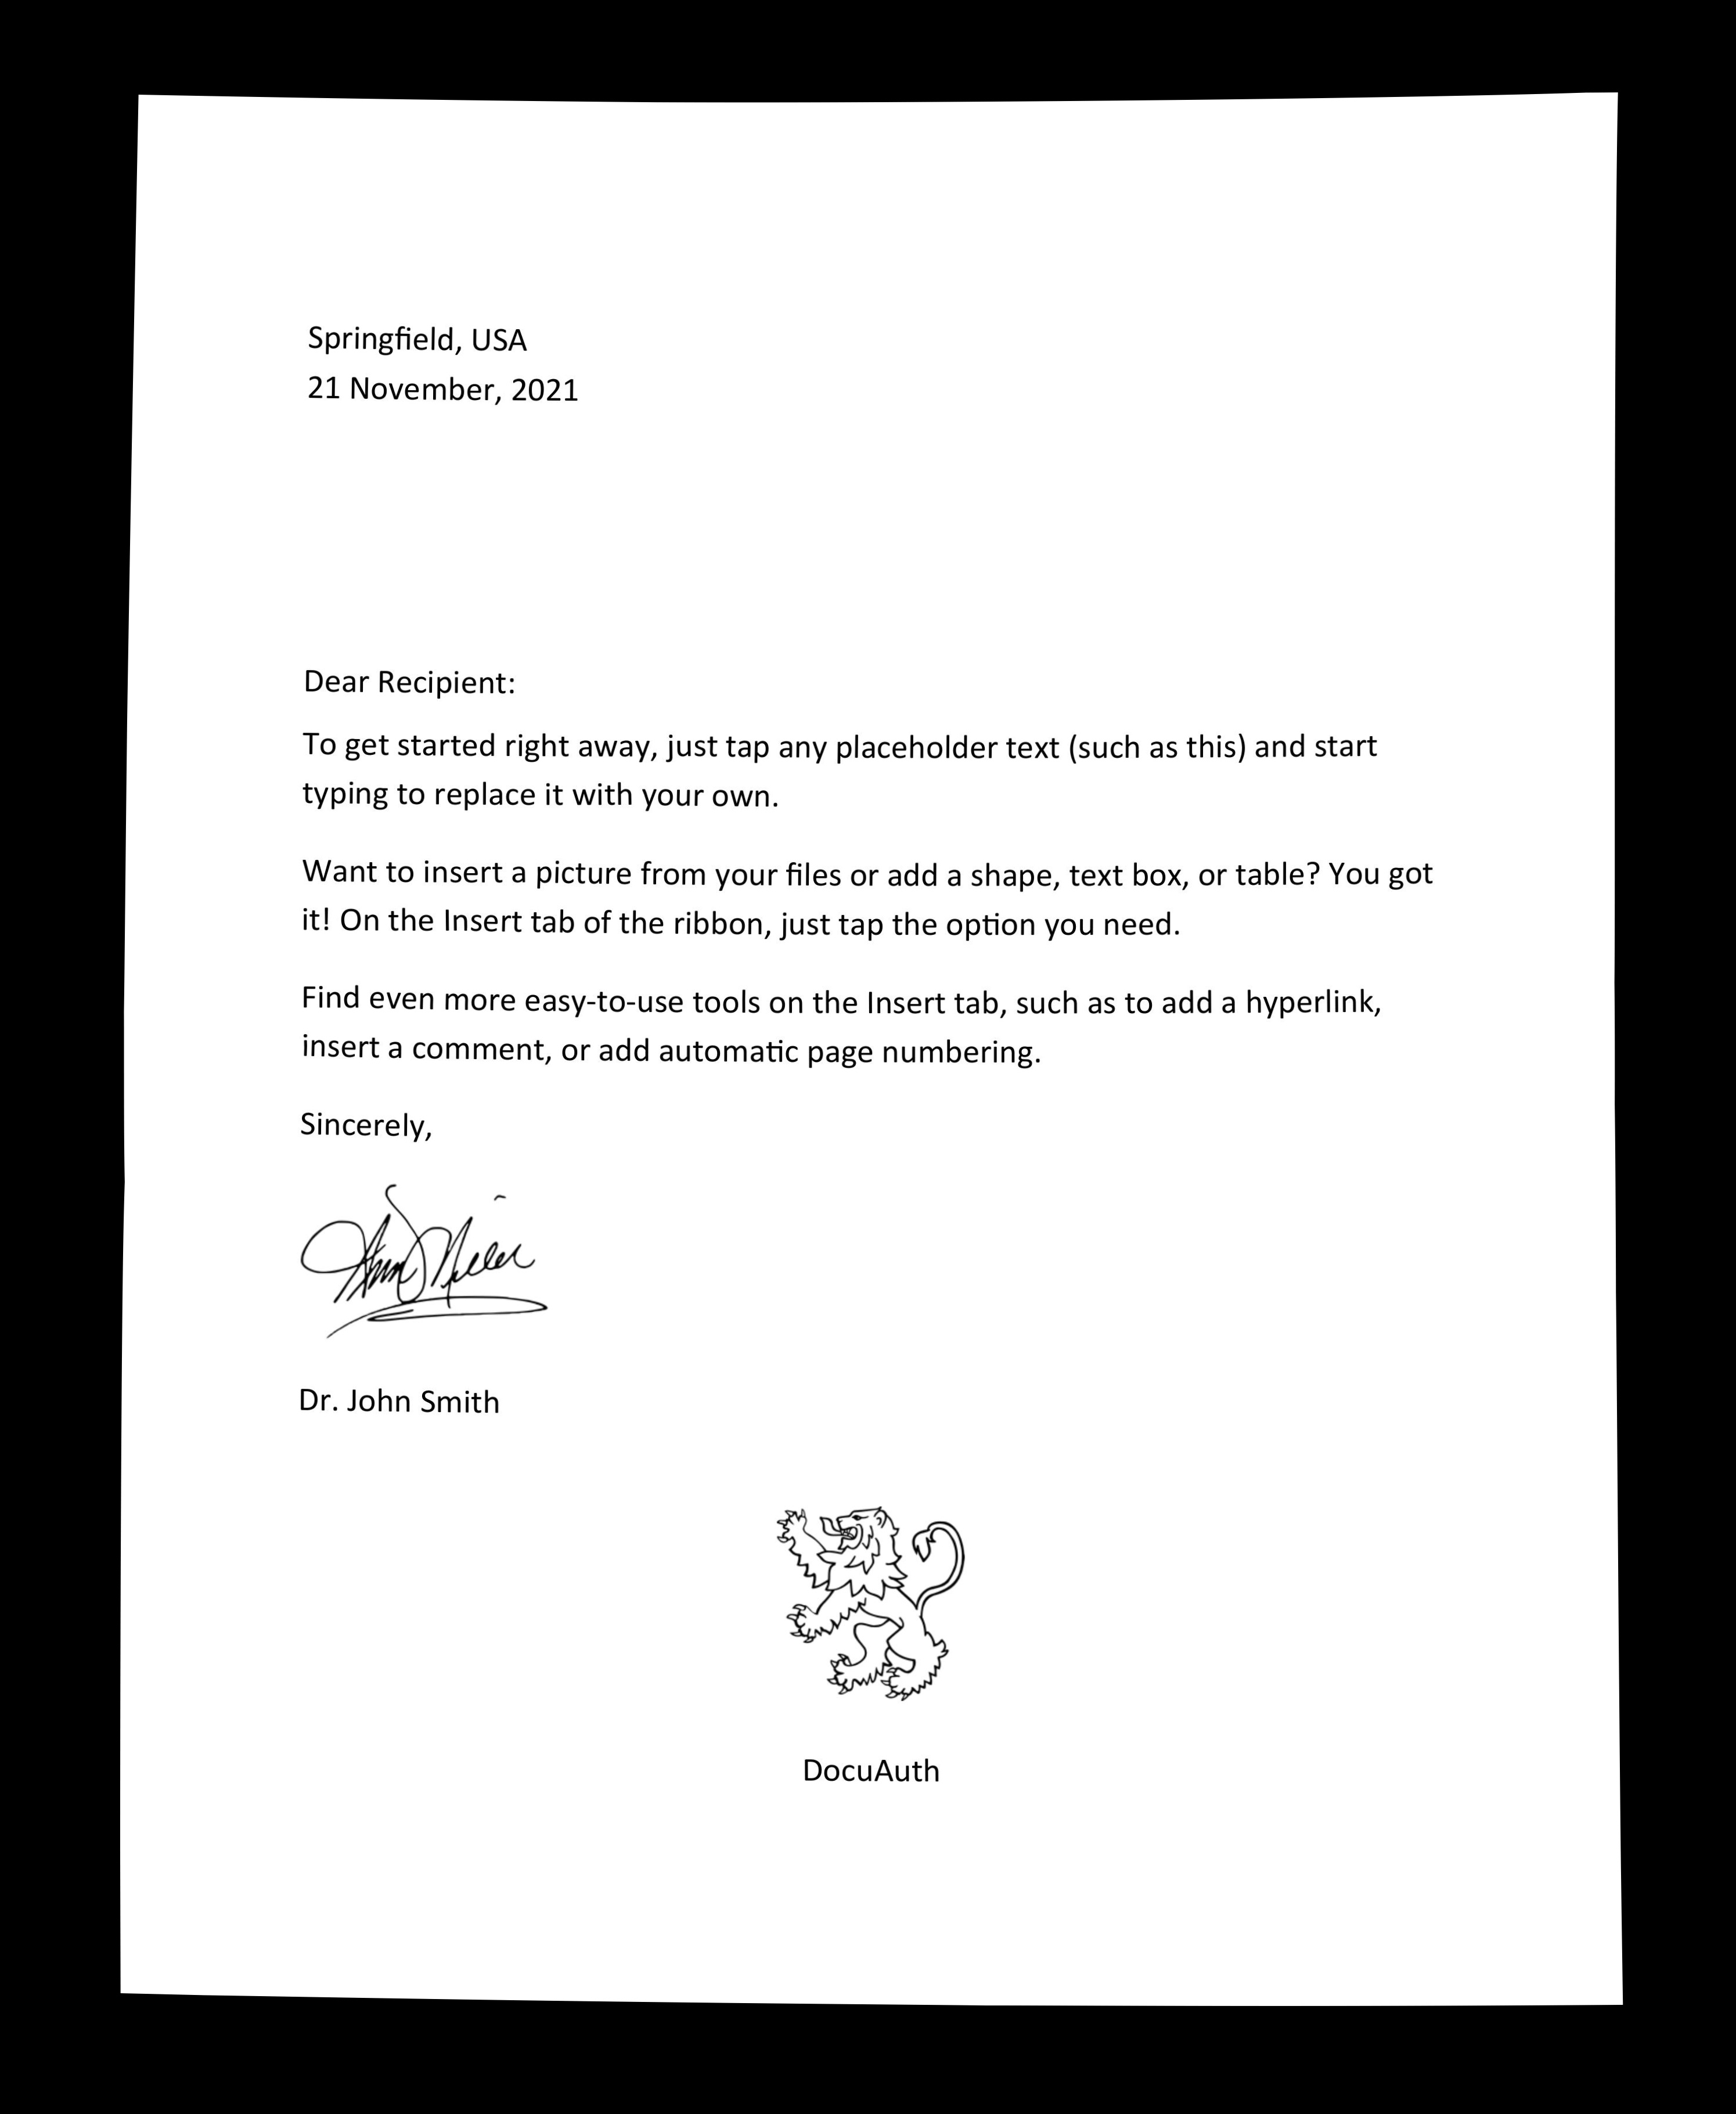 Springfield, USA
21 November, 2021
Dear Recipient:
To get started right away, just tap any placeholder text (such as this) and start
typing to replace it with your own.
Want to insert a picture from your files or add a shape, text box, or table? You got
it! On the Insert tab of the ribbon, just tap the option you need.
Find even more easy-to-use tools on the Insert tab, such as to add a hyperlink,
insert a comment, or add automatic page numbering.
Sincerely,
Dr. John Smith
DocuAuth